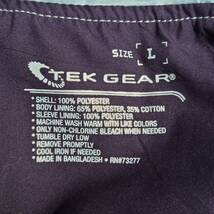 SIZE L
TEK GEAR®
* SHELL: 100% POLYESTER
* BODY LINING: 65% POLYESTER, 35% COTTON
* SLEEVE LINING: 100% POLYESTER
* MACHINE WASH WARM WITH LIKE COLORS
* ONLY NON-CHLORINE BLEACH WHEN NEEDED
* TUMBLE DRY LOW
* REMOVE PROMPTLY
* COOL IRON IF NEEDED
* MADE IN BANGLADESH • RN#73277